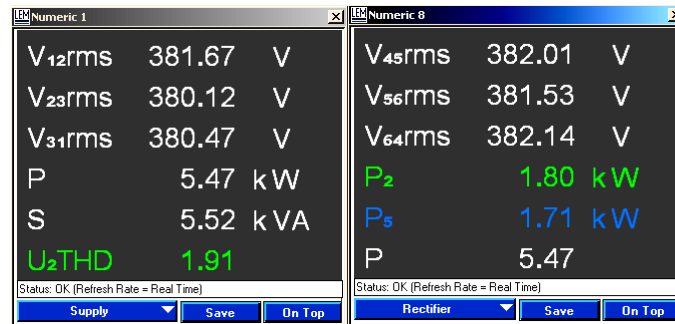 LEM Numeric 1
V₁₂rms 381.67 V
V₂₃rms 380.12 V
V₃₁rms 380.47 V
P 5.47 kW
S 5.52 kVA
U₂THD 1.91
Status: OK (Refresh Rate = Real Time)
Supply Save On Top
LEM Numeric 8
V₄₅rms 382.01 V
V₅₆rms 381.53 V
V₆₄rms 382.14 V
P₂ 1.80 kW
P₅ 1.71 kW
P 5.47
Status: OK (Refresh Rate = Real Time)
Rectifier Save On Top